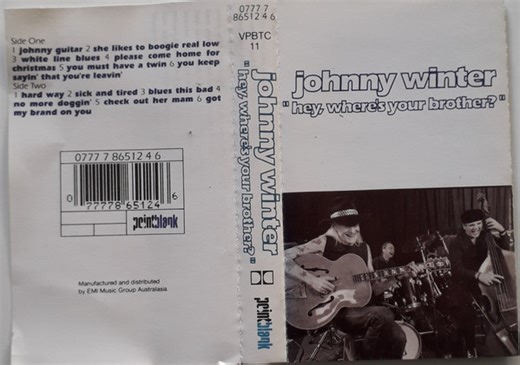 Side One
1 johnny guitar 2 she likes to boogie real low
3 white line blues 4 please come home for
christmas 5 you must have a twin 6 you keep
sayin' that you're leavin'
Side Two
1 hard way 2 sick and tired 3 blues this bad 4
no more doggin' 5 check out her mam 6 got
my brand on you
0777 7 86512 4 6
0 77778 65124 6
pointblank
Manufactured and distributed
by EMI Music Group Australasia.
0777 7
86512 4 6
VPBTC
11
johnny winter
"hey, where's your brother?"
pointblank
johnny winter
"hey, where's your brother?"